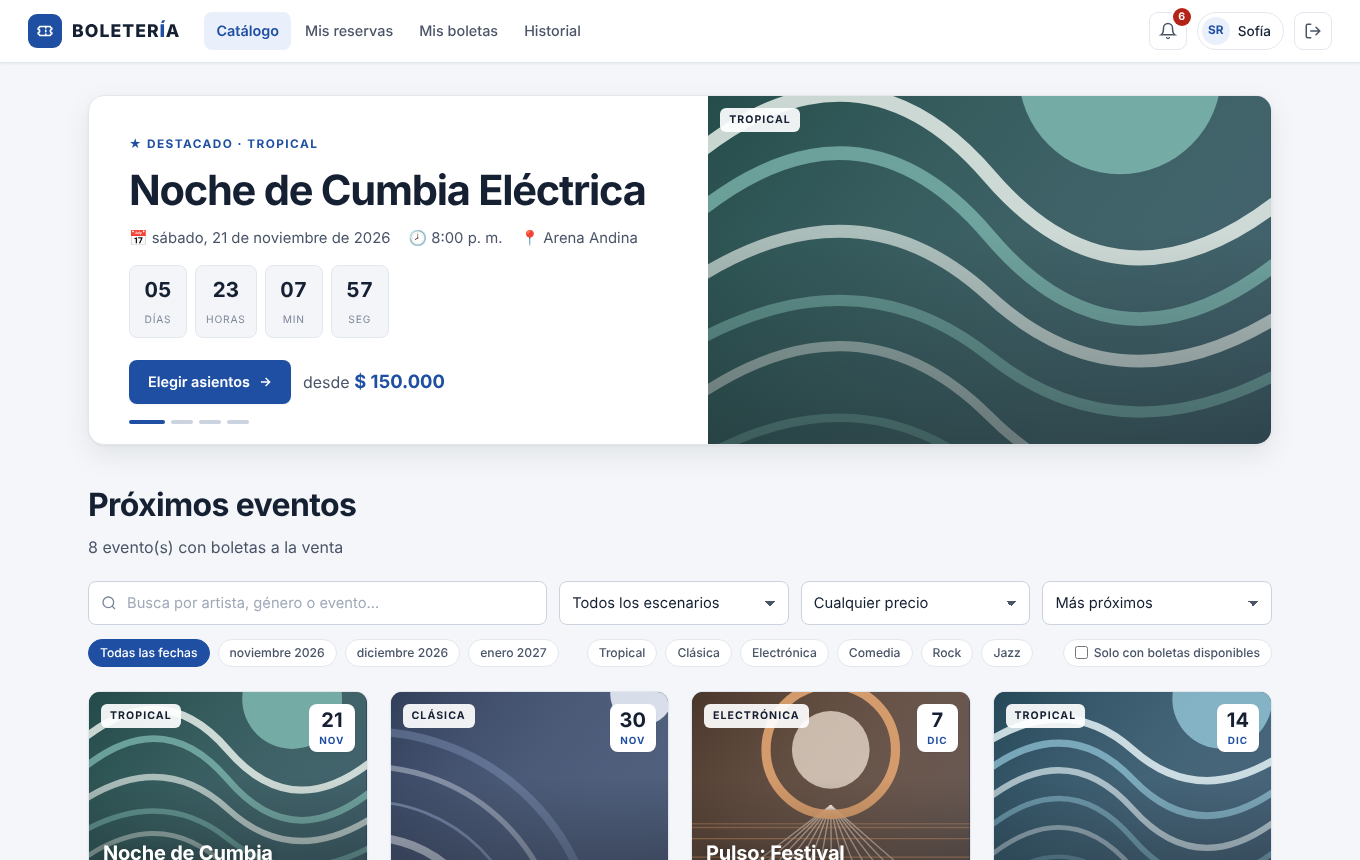 BOLETERÍA
Catálogo
Mis reservas
Mis boletas
Historial
6
SR
Sofía
★ DESTACADO · TROPICAL
Noche de Cumbia Eléctrica
📅 sábado, 21 de noviembre de 2026 🕗 8:00 p. m. 📍 Arena Andina
05 DÍAS
23 HORAS
07 MIN
57 SEG
Elegir asientos →
desde $ 150.000
TROPICAL
Próximos eventos
8 evento(s) con boletas a la venta
Busca por artista, género o evento...
Todos los escenarios
Cualquier precio
Más próximos
Todas las fechas
noviembre 2026
diciembre 2026
enero 2027
Tropical
Clásica
Electrónica
Comedia
Rock
Jazz
Solo con boletas disponibles
TROPICAL
21
NOV
Noche de Cumbia
CLÁSICA
30
NOV
ELECTRÓNICA
7
DIC
Pulso: Festival
TROPICAL
14
DIC